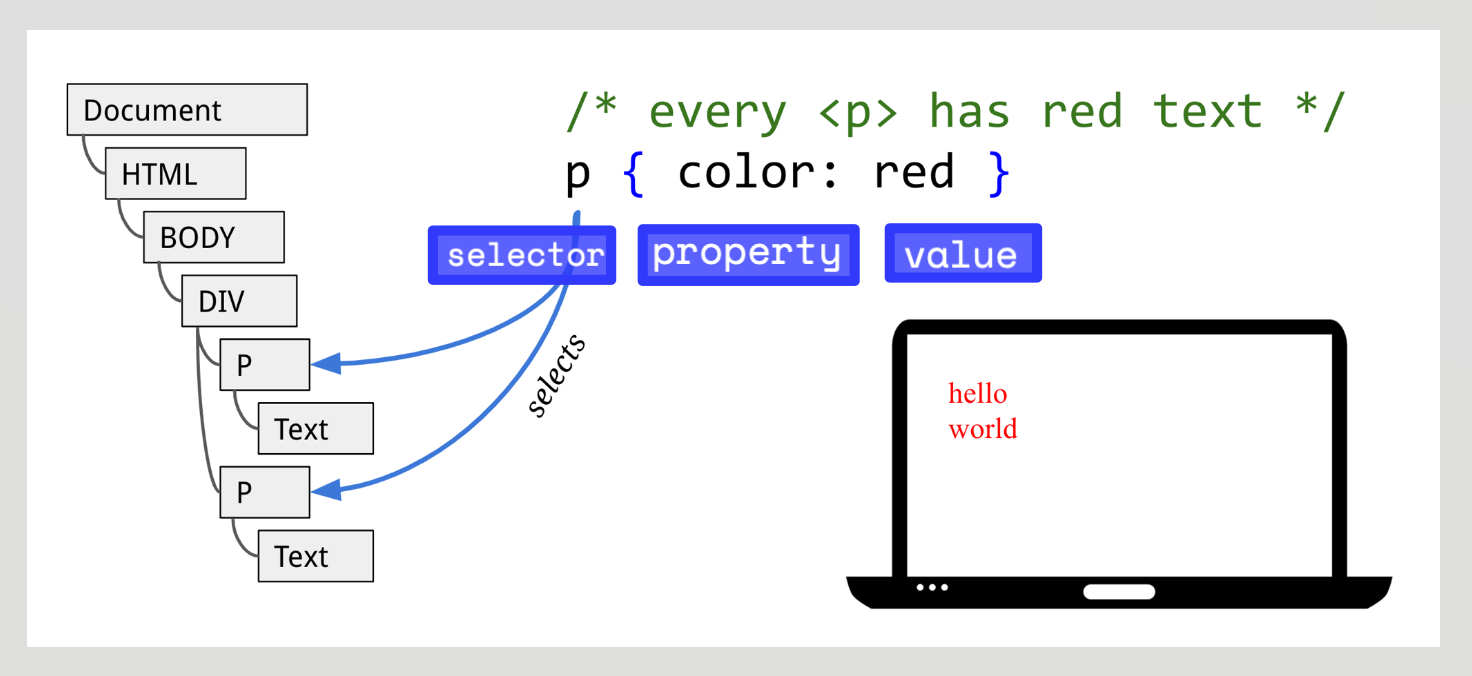 Document
HTML
BODY
DIV
P
Text
P
Text
/* every <p> has red text */
p { color: red }
selector property value
selects
hello
world